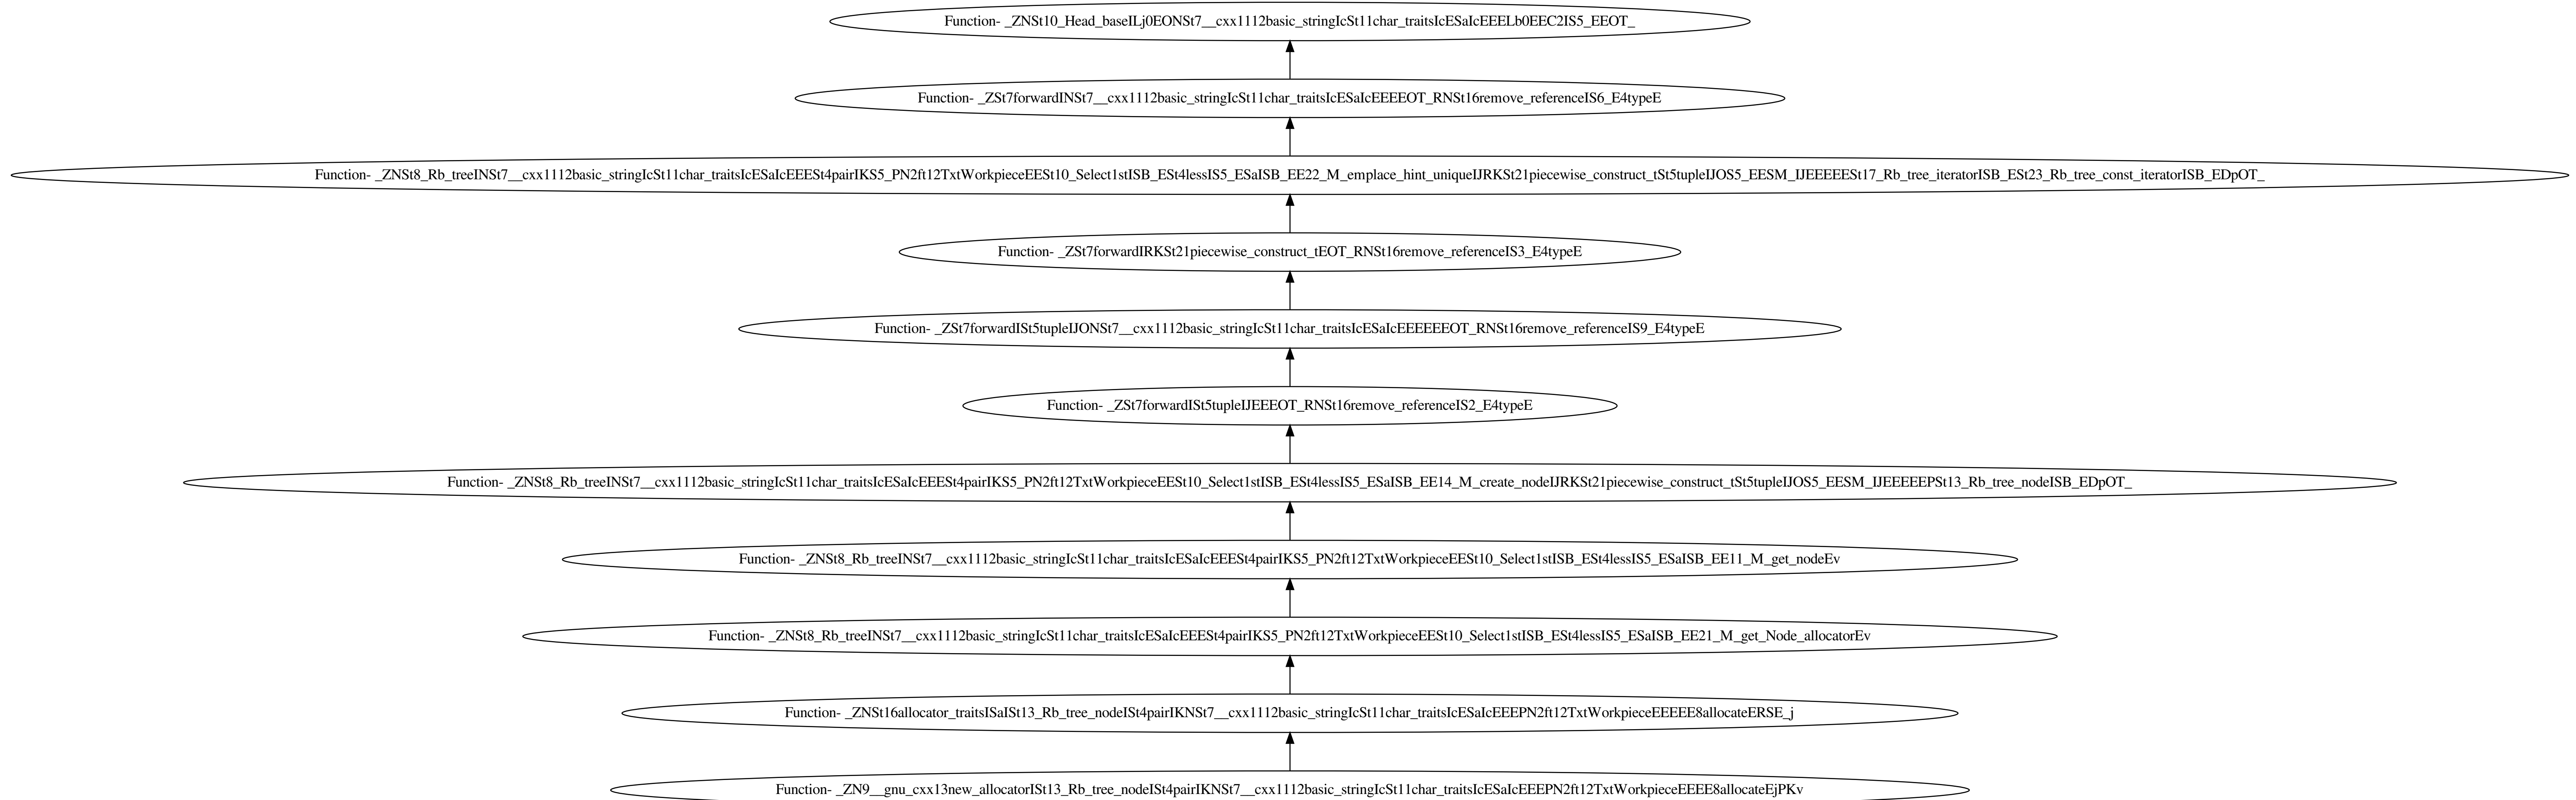 Function- _ZNSt10_Head_baseILj0EONSt7__cxx1112basic_stringIcSt11char_traitsIcESaIcEEELb0EEC2IS5_EEOT_
Function- _ZSt7forwardINSt7__cxx1112basic_stringIcSt11char_traitsIcESaIcEEEEOT_RNSt16remove_referenceIS6_E4typeE
Function- _ZNSt8_Rb_treeINSt7__cxx1112basic_stringIcSt11char_traitsIcESaIcEEESt4pairIKS5_PN2ft12TxtWorkpieceEESt10_Select1stISB_ESt4lessIS5_ESaISB_EE22_M_emplace_hint_uniqueIJRKSt21piecewise_construct_tSt5tupleIJOS5_EESM_IJEEEEESt17_Rb_tree_iteratorISB_ESt23_Rb_tree_const_iteratorISB_EDpOT_
Function- _ZSt7forwardIRKSt21piecewise_construct_tEOT_RNSt16remove_referenceIS3_E4typeE
Function- _ZSt7forwardISt5tupleIJONSt7__cxx1112basic_stringIcSt11char_traitsIcESaIcEEEEEEOT_RNSt16remove_referenceIS9_E4typeE
Function- _ZSt7forwardISt5tupleIJEEEOT_RNSt16remove_referenceIS2_E4typeE
Function- _ZNSt8_Rb_treeINSt7__cxx1112basic_stringIcSt11char_traitsIcESaIcEEESt4pairIKS5_PN2ft12TxtWorkpieceEESt10_Select1stISB_ESt4lessIS5_ESaISB_EE14_M_create_nodeIJRKSt21piecewise_construct_tSt5tupleIJOS5_EESM_IJEEEEEPSt13_Rb_tree_nodeISB_EDpOT_
Function- _ZNSt8_Rb_treeINSt7__cxx1112basic_stringIcSt11char_traitsIcESaIcEEESt4pairIKS5_PN2ft12TxtWorkpieceEESt10_Select1stISB_ESt4lessIS5_ESaISB_EE11_M_get_nodeEv
Function- _ZNSt8_Rb_treeINSt7__cxx1112basic_stringIcSt11char_traitsIcESaIcEEESt4pairIKS5_PN2ft12TxtWorkpieceEESt10_Select1stISB_ESt4lessIS5_ESaISB_EE21_M_get_Node_allocatorEv
Function- _ZNSt16allocator_traitsISaISt13_Rb_tree_nodeISt4pairIKNSt7__cxx1112basic_stringIcSt11char_traitsIcESaIcEEEPN2ft12TxtWorkpieceEEEEE8allocateERSE_j
Function- _ZN9__gnu_cxx13new_allocatorISt13_Rb_tree_nodeISt4pairIKNSt7__cxx1112basic_stringIcSt11char_traitsIcESaIcEEEPN2ft12TxtWorkpieceEEEE8allocateEjPKv